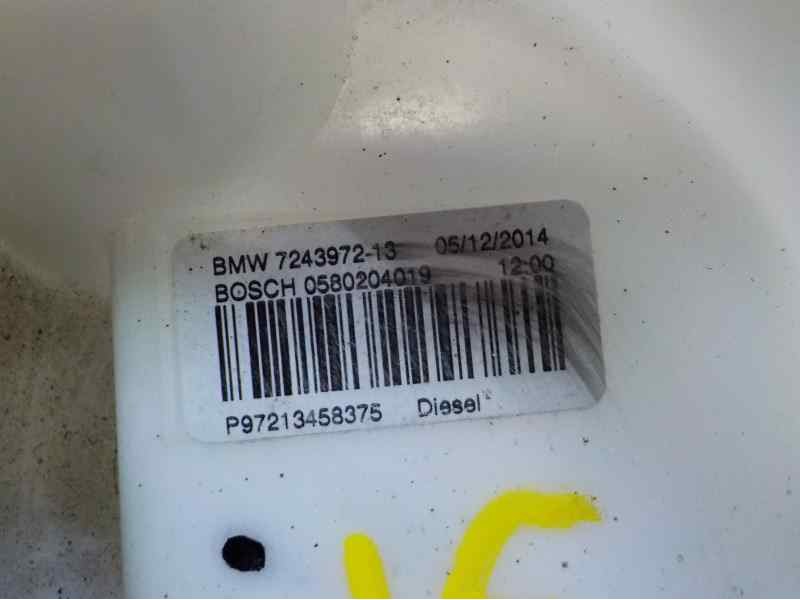 BMW 7243972-13 05/12/2014
BOSCH 0580204019 12:00
P97213458375 Diesel